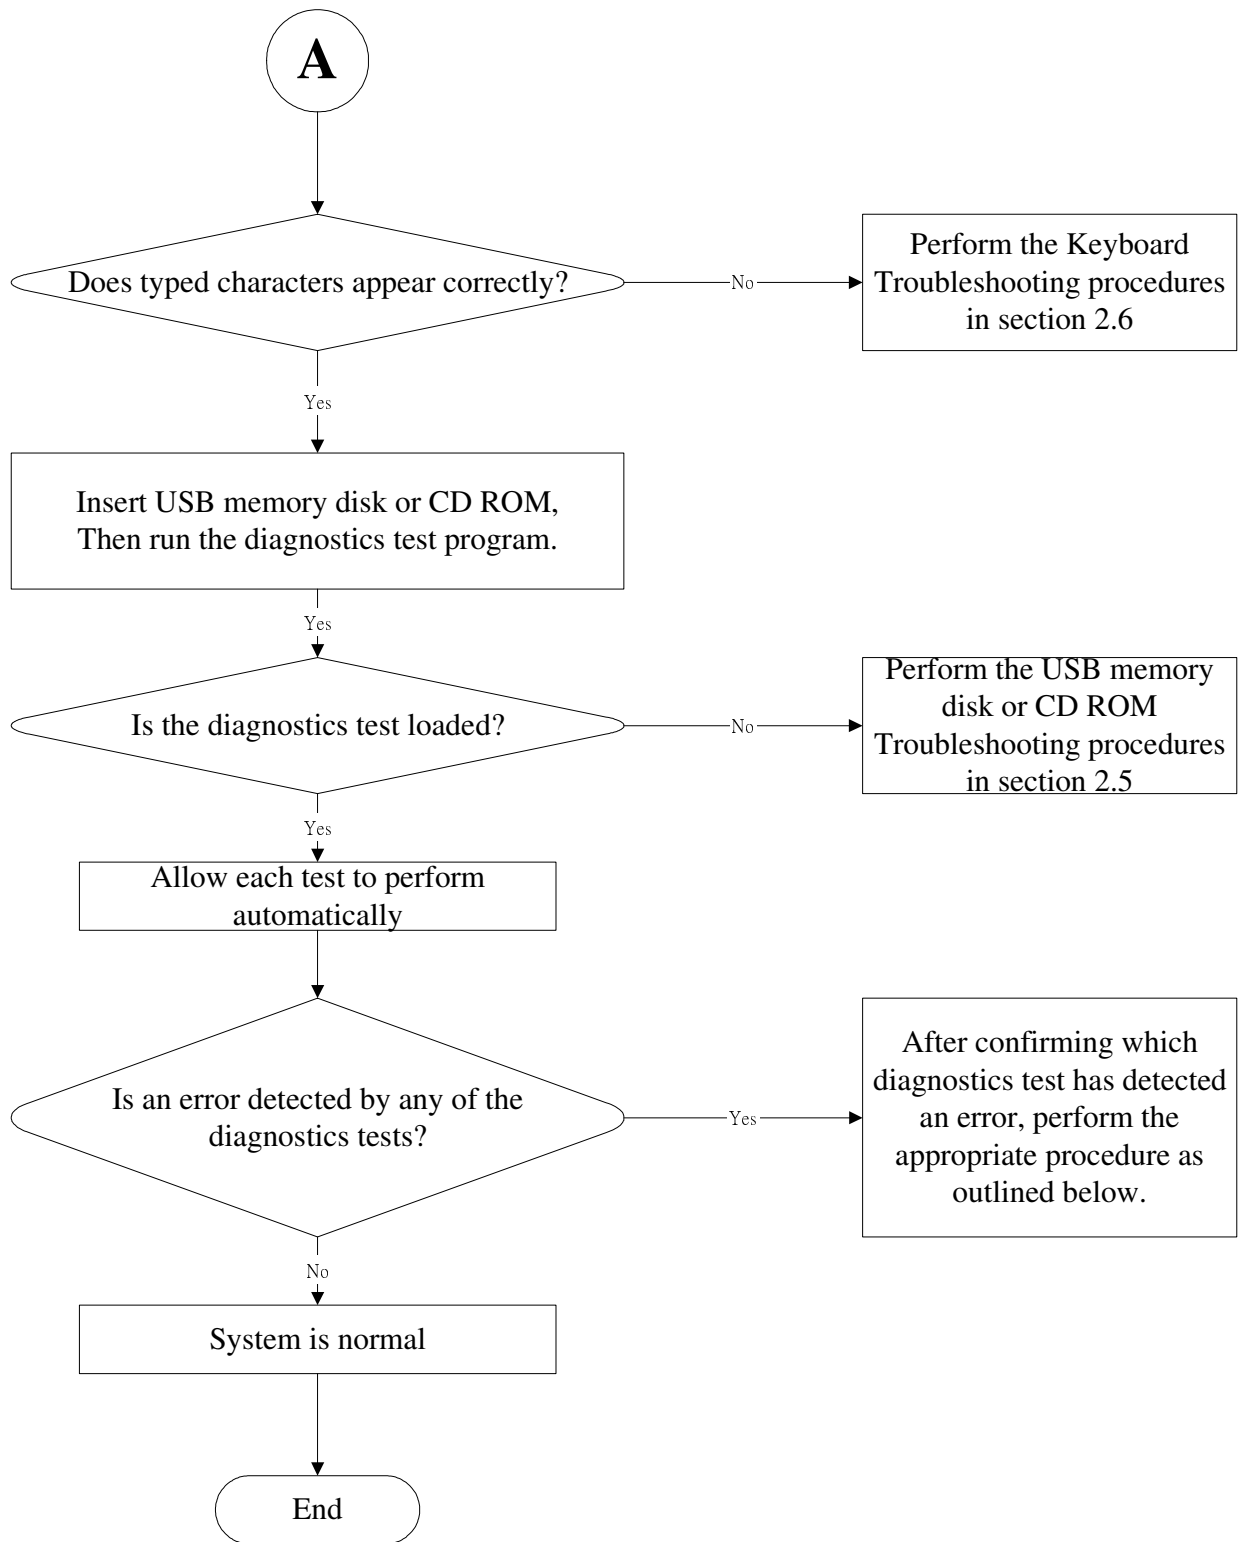 A
Does typed characters appear correctly?
No
Perform the Keyboard
Troubleshooting procedures
in section 2.6
Yes
Insert USB memory disk or CD ROM,
Then run the diagnostics test program.
Yes
Is the diagnostics test loaded?
No
Perform the USB memory
disk or CD ROM
Troubleshooting procedures
in section 2.5
Yes
Allow each test to perform
automatically
Is an error detected by any of the
diagnostics tests?
Yes
After confirming which
diagnostics test has detected
an error, perform the
appropriate procedure as
outlined below.
No
System is normal
End